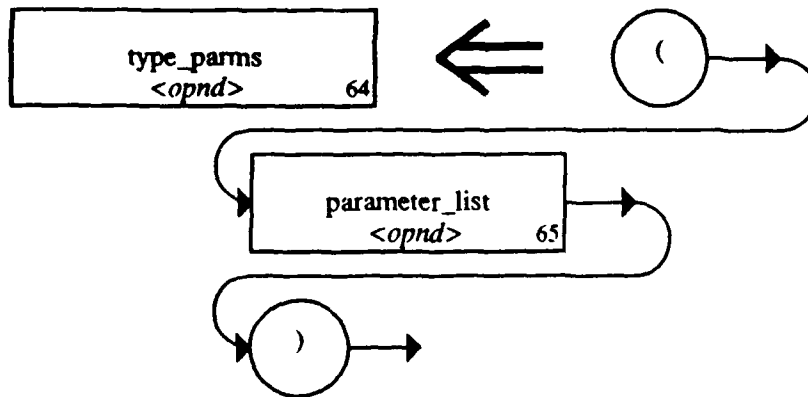 type_parms
<opnd> 64
(
parameter_list
<opnd> 65
)